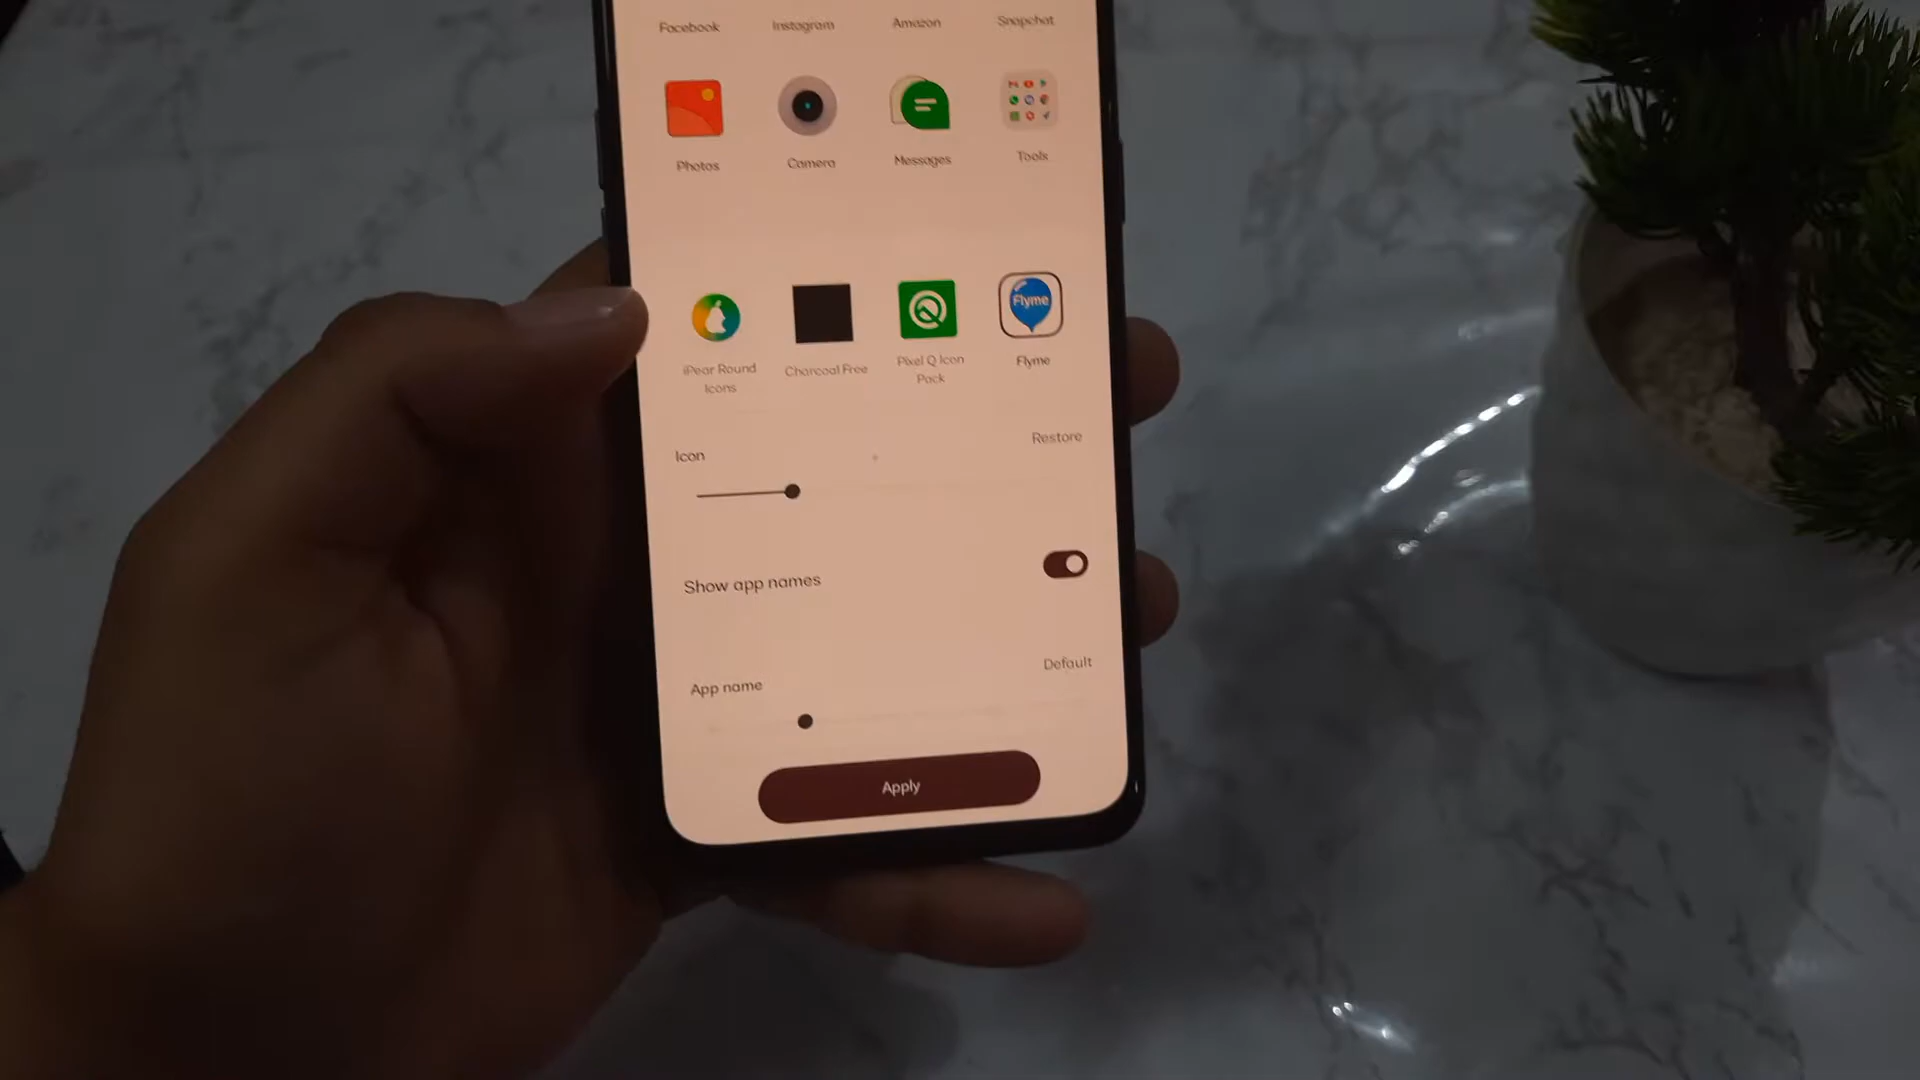 Facebook Instagram Amazon Snapchat
Photos Camera Messages Tools
Flyme
iPear Round Icons
Charcoal Free
Pixel Q Icon
Pack
Flyme
Icon
Restore
Show app names
App name
Default
Apply